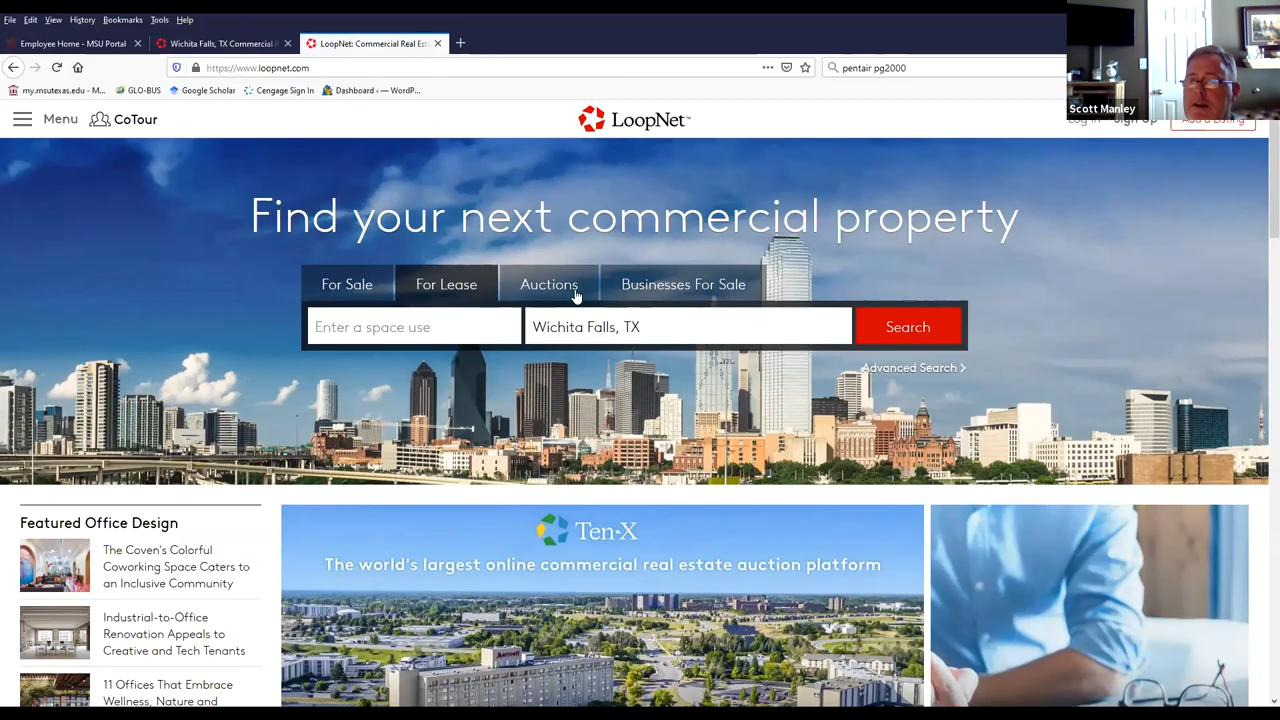 File Edit View History Bookmarks Tools Help
Employee Home - MSU Portal
Wichita Falls, TX Commercial R
LoopNet: Commercial Real Est
https://www.loopnet.com
pentair pg2000
my.msutexas.edu - M...
GLO-BUS
Google Scholar
Cengage Sign In
Dashboard ‹ — WordP...
Scott Manley
Menu
CoTour
LoopNet™
Find your next commercial property
For Sale
For Lease
Auctions
Businesses For Sale
Enter a space use
Wichita Falls, TX
Search
Advanced Search
Featured Office Design
The Coven's Colorful
Coworking Space Caters to
an Inclusive Community
Industrial-to-Office
Renovation Appeals to
Creative and Tech Tenants
11 Offices That Embrace
Wellness, Nature and
Ten-X
The world's largest online commercial real estate auction platform
Marriott